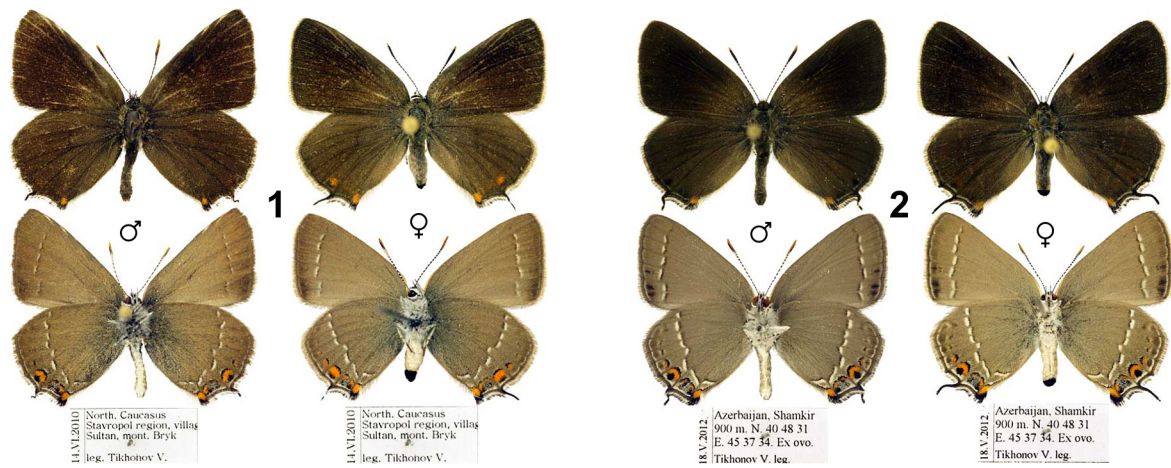 1
2
♂
♀
♂
♀
14.VI.2010
North. Caucasus
Stavropol region, villag
Sultan, mont. Bryk
leg. Tikhonov V.
14.VI.2010
North. Caucasus
Stavropol region, villag
Sultan, mont. Bryk
leg. Tikhonov V.
18.V.2012.
Azerbaijan, Shamkir
900 m. N. 40 48 31
E. 45 37 34. Ex ovo.
Tikhonov V. leg.
18.V.2012.
Azerbaijan, Shamkir
900 m. N. 40 48 31
E. 45 37 34. Ex ovo.
Tikhonov V. leg.